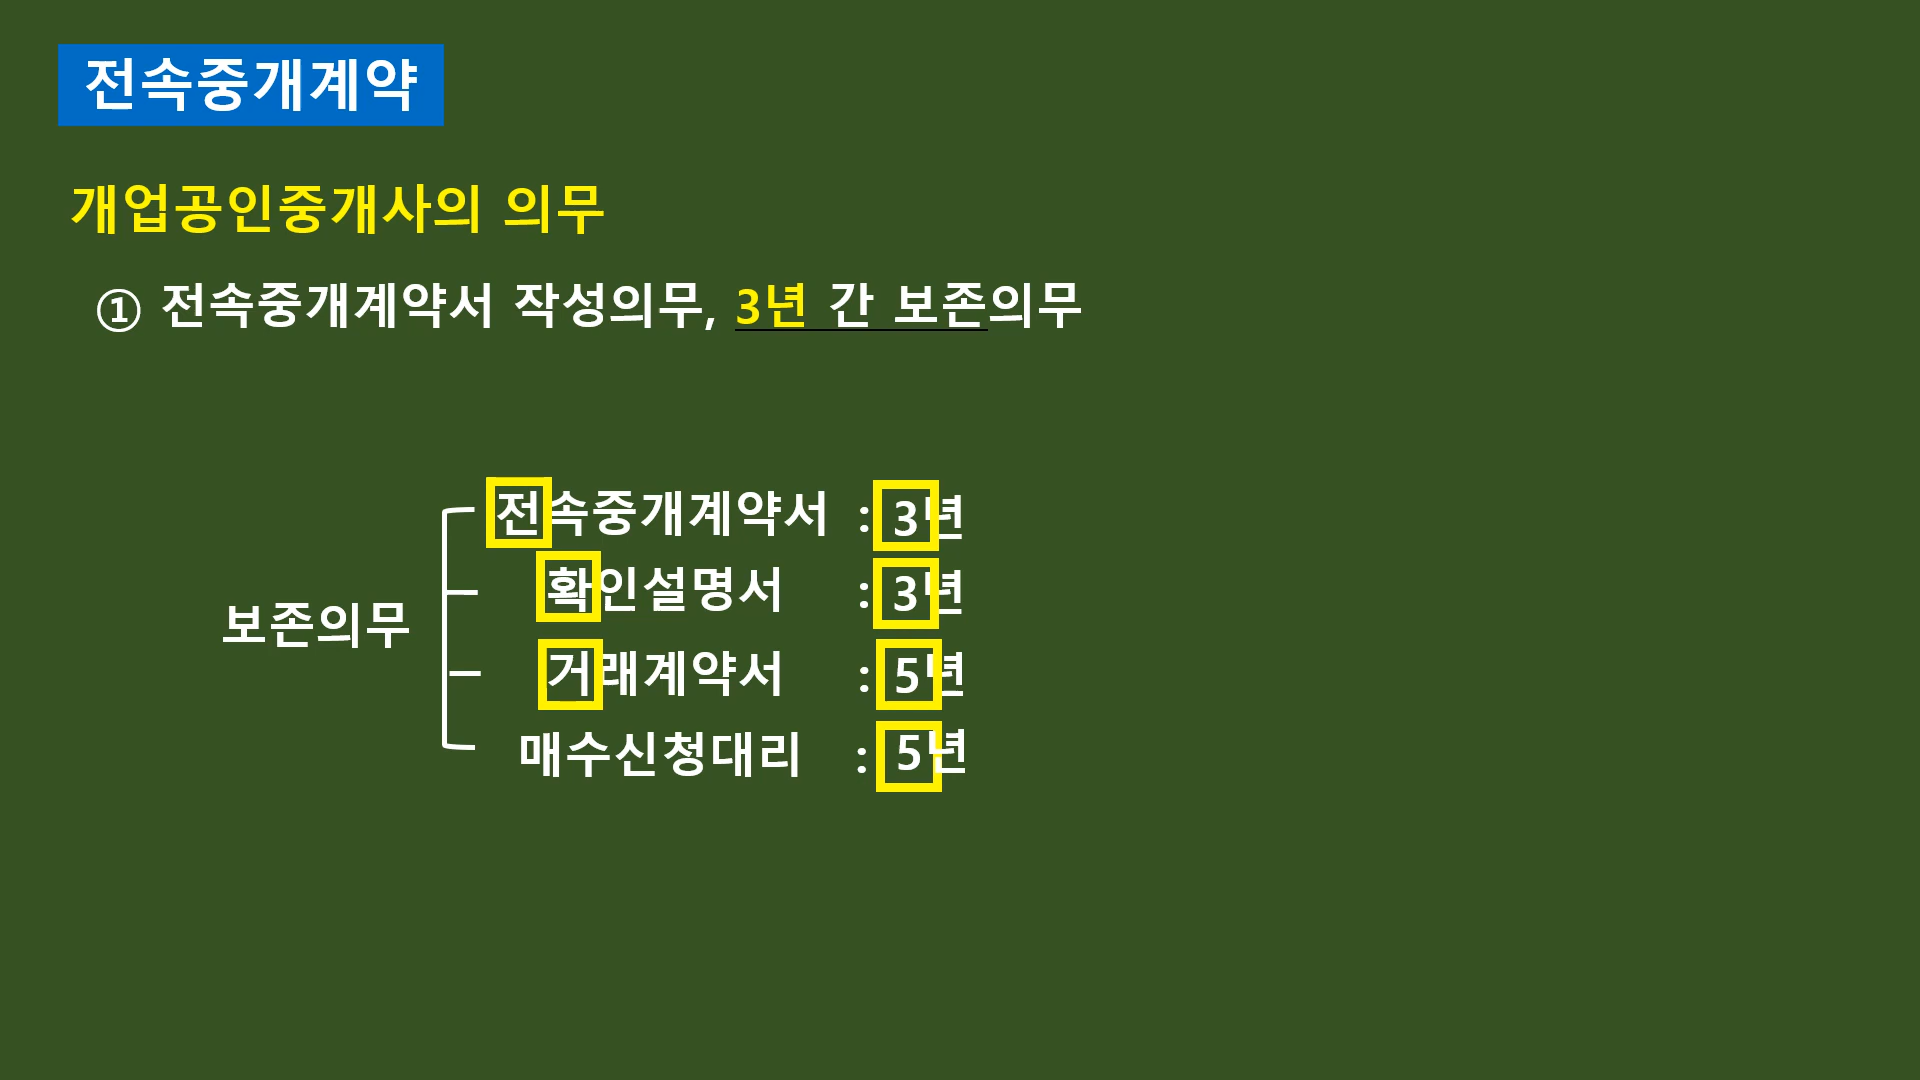 전속중개계약
개업공인중개사의 의무
① 전속중개계약서 작성의무, 3년 간 보존의무
보존의무
전속중개계약서 : 3년
확인설명서 : 3년
거래계약서 : 5년
매수신청대리 : 5년